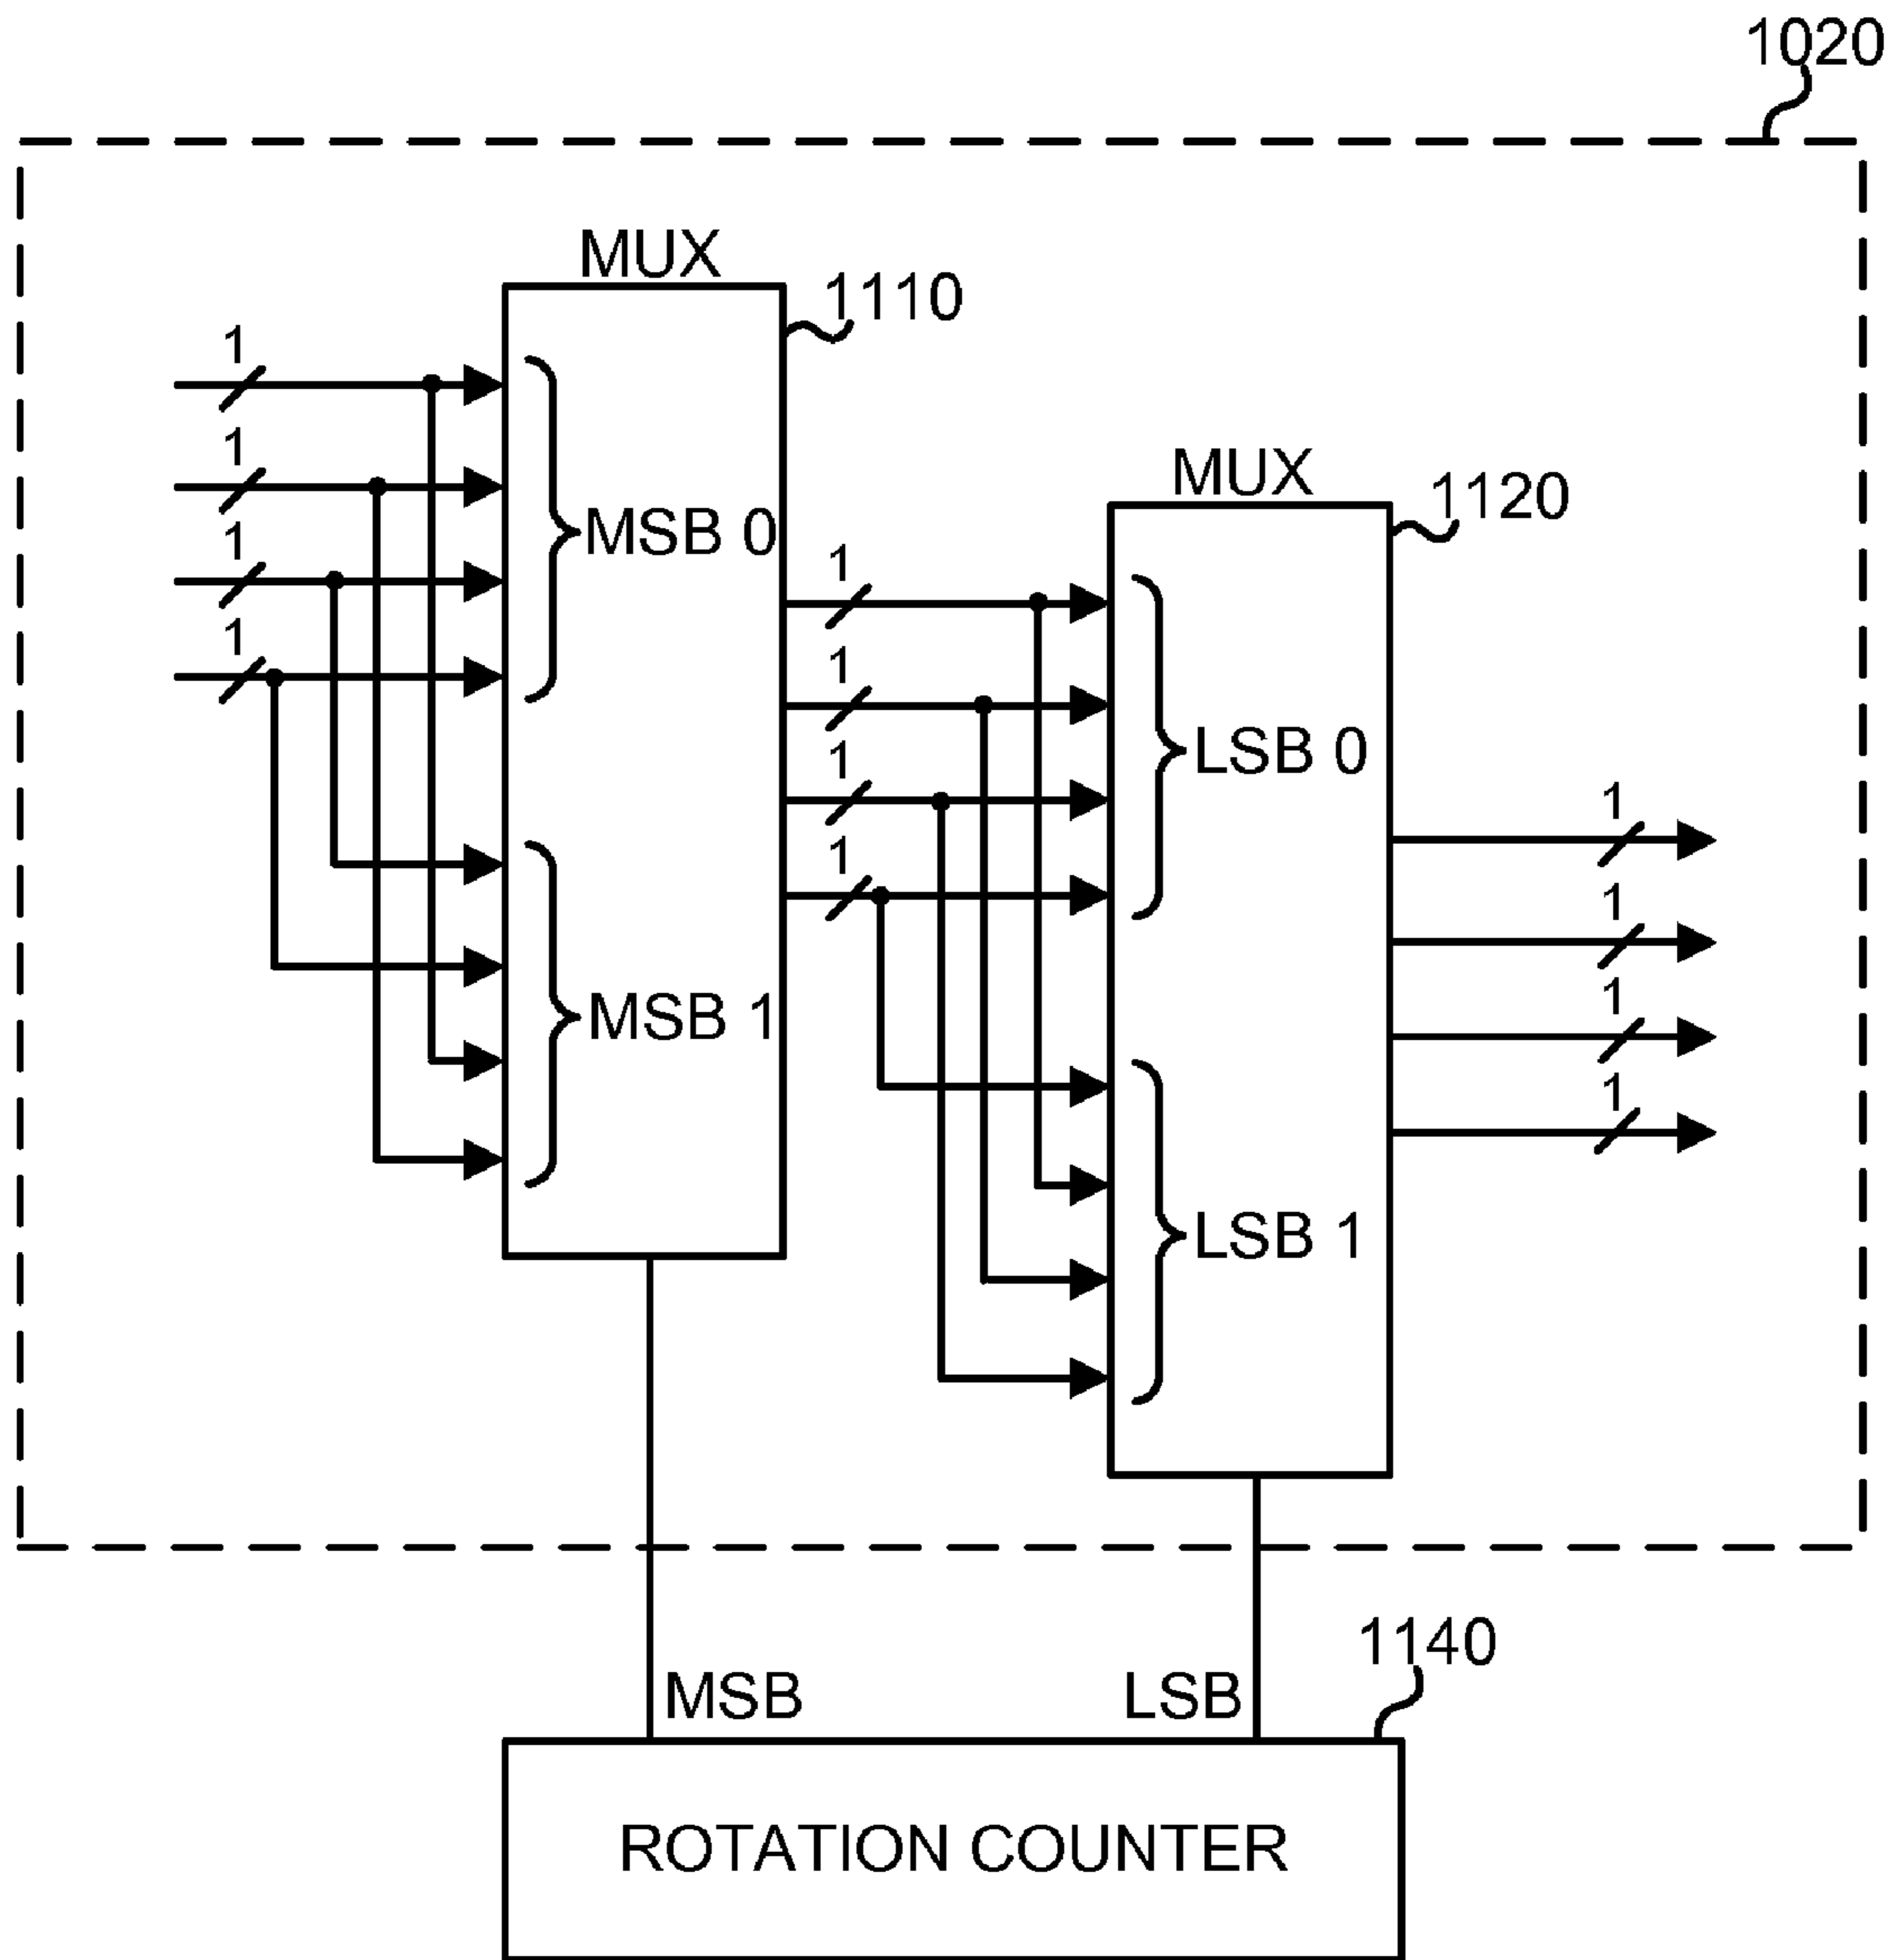 1020
MUX
1110
1
1
1
1
MSB 0
MSB 1
MUX
1120
1
1
1
1
LSB 0
LSB 1
1
1
1
1
MSB
LSB
1140
ROTATION COUNTER